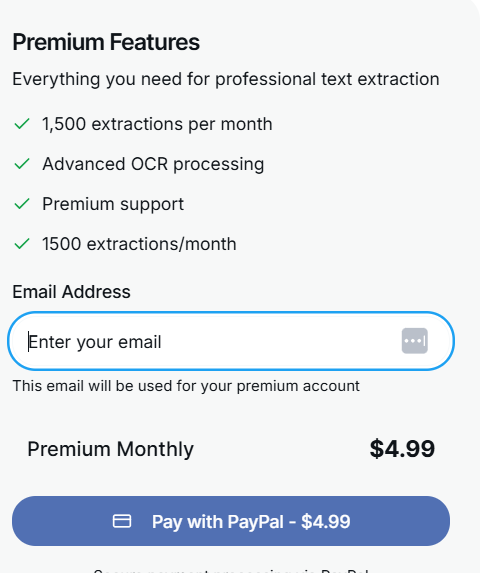 Premium Features
Everything you need for professional text extraction
1,500 extractions per month
Advanced OCR processing
Premium support
1500 extractions/month
Email Address
Enter your email
This email will be used for your premium account
Premium Monthly $4.99
Pay with PayPal - $4.99